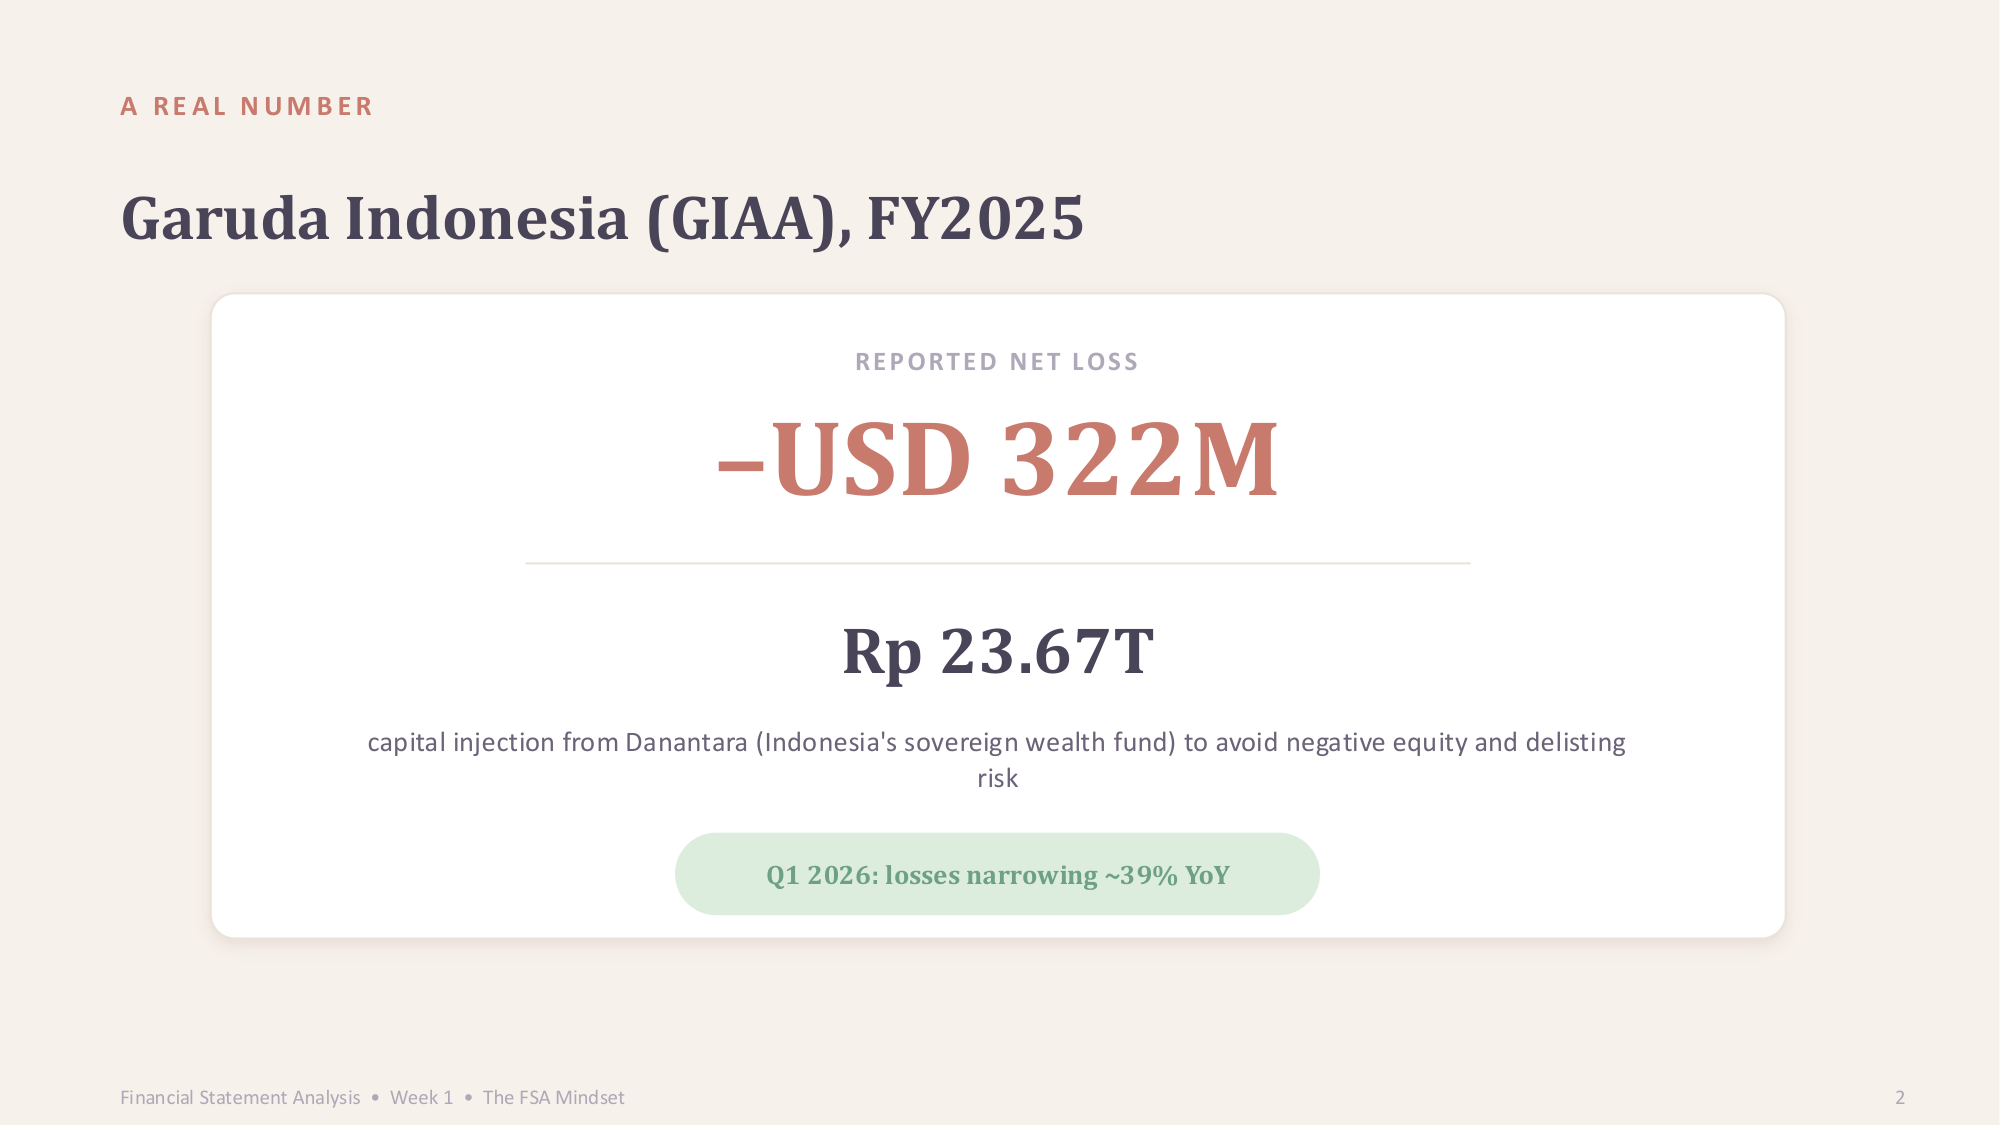 A REAL NUMBER
Garuda Indonesia (GIAA), FY2025
REPORTED NET LOSS
–USD 322M
Rp 23.67T
capital injection from Danantara (Indonesia's sovereign wealth fund) to avoid negative equity and delisting
risk
Q1 2026: losses narrowing ~39% YoY
Financial Statement Analysis • Week 1 • The FSA Mindset
2